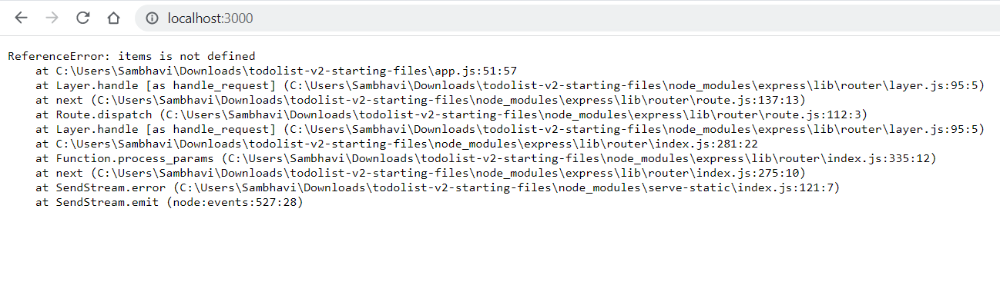 localhost:3000
ReferenceError: items is not defined
at C:\Users\Sambhavi\Downloads\todolist-v2-starting-files\app.js:51:57
at Layer.handle [as handle_request] (C:\Users\Sambhavi\Downloads\todolist-v2-starting-files\node_modules\express\lib\router\layer.js:95:5)
at next (C:\Users\Sambhavi\Downloads\todolist-v2-starting-files\node_modules\express\lib\router\route.js:137:13)
at Route.dispatch (C:\Users\Sambhavi\Downloads\todolist-v2-starting-files\node_modules\express\lib\router\route.js:112:3)
at Layer.handle [as handle_request] (C:\Users\Sambhavi\Downloads\todolist-v2-starting-files\node_modules\express\lib\router\layer.js:95:5)
at C:\Users\Sambhavi\Downloads\todolist-v2-starting-files\node_modules\express\lib\router\index.js:281:22
at Function.process_params (C:\Users\Sambhavi\Downloads\todolist-v2-starting-files\node_modules\express\lib\router\index.js:335:12)
at next (C:\Users\Sambhavi\Downloads\todolist-v2-starting-files\node_modules\express\lib\router\index.js:275:10)
at SendStream.error (C:\Users\Sambhavi\Downloads\todolist-v2-starting-files\node_modules\serve-static\index.js:121:7)
at SendStream.emit (node:events:527:28)